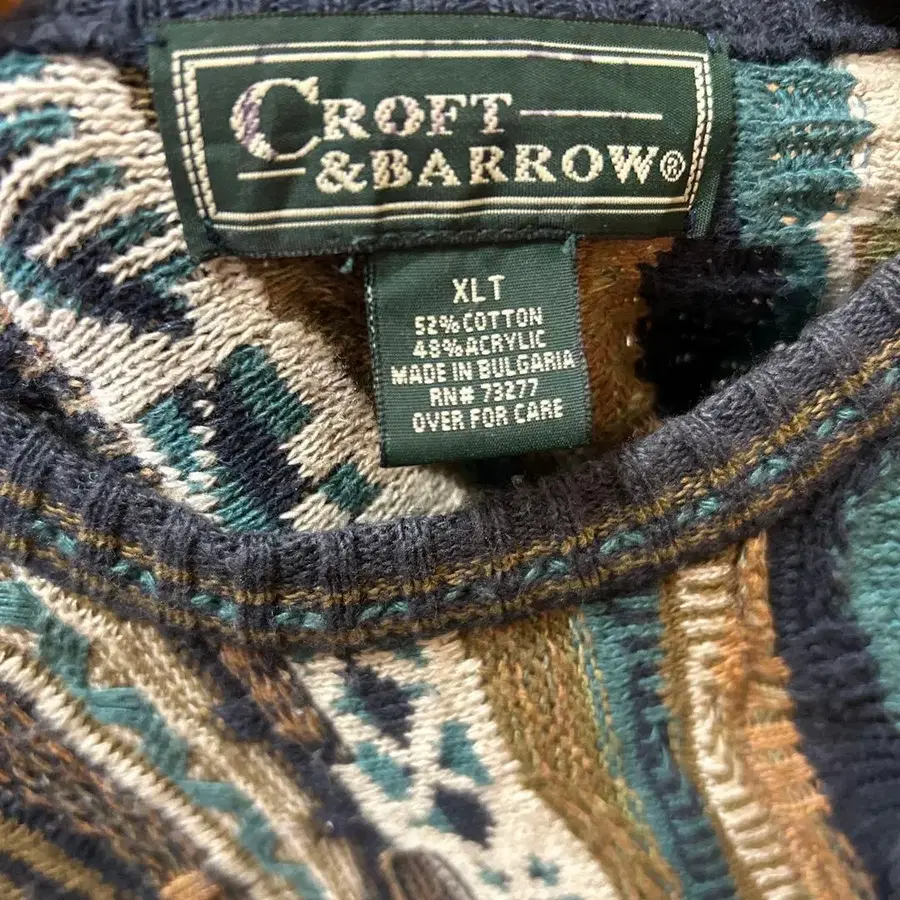 CROFT
&BARROW®
XLT
52% COTTON
48% ACRYLIC
MADE IN BULGARIA
RN# 73277
OVER FOR CARE